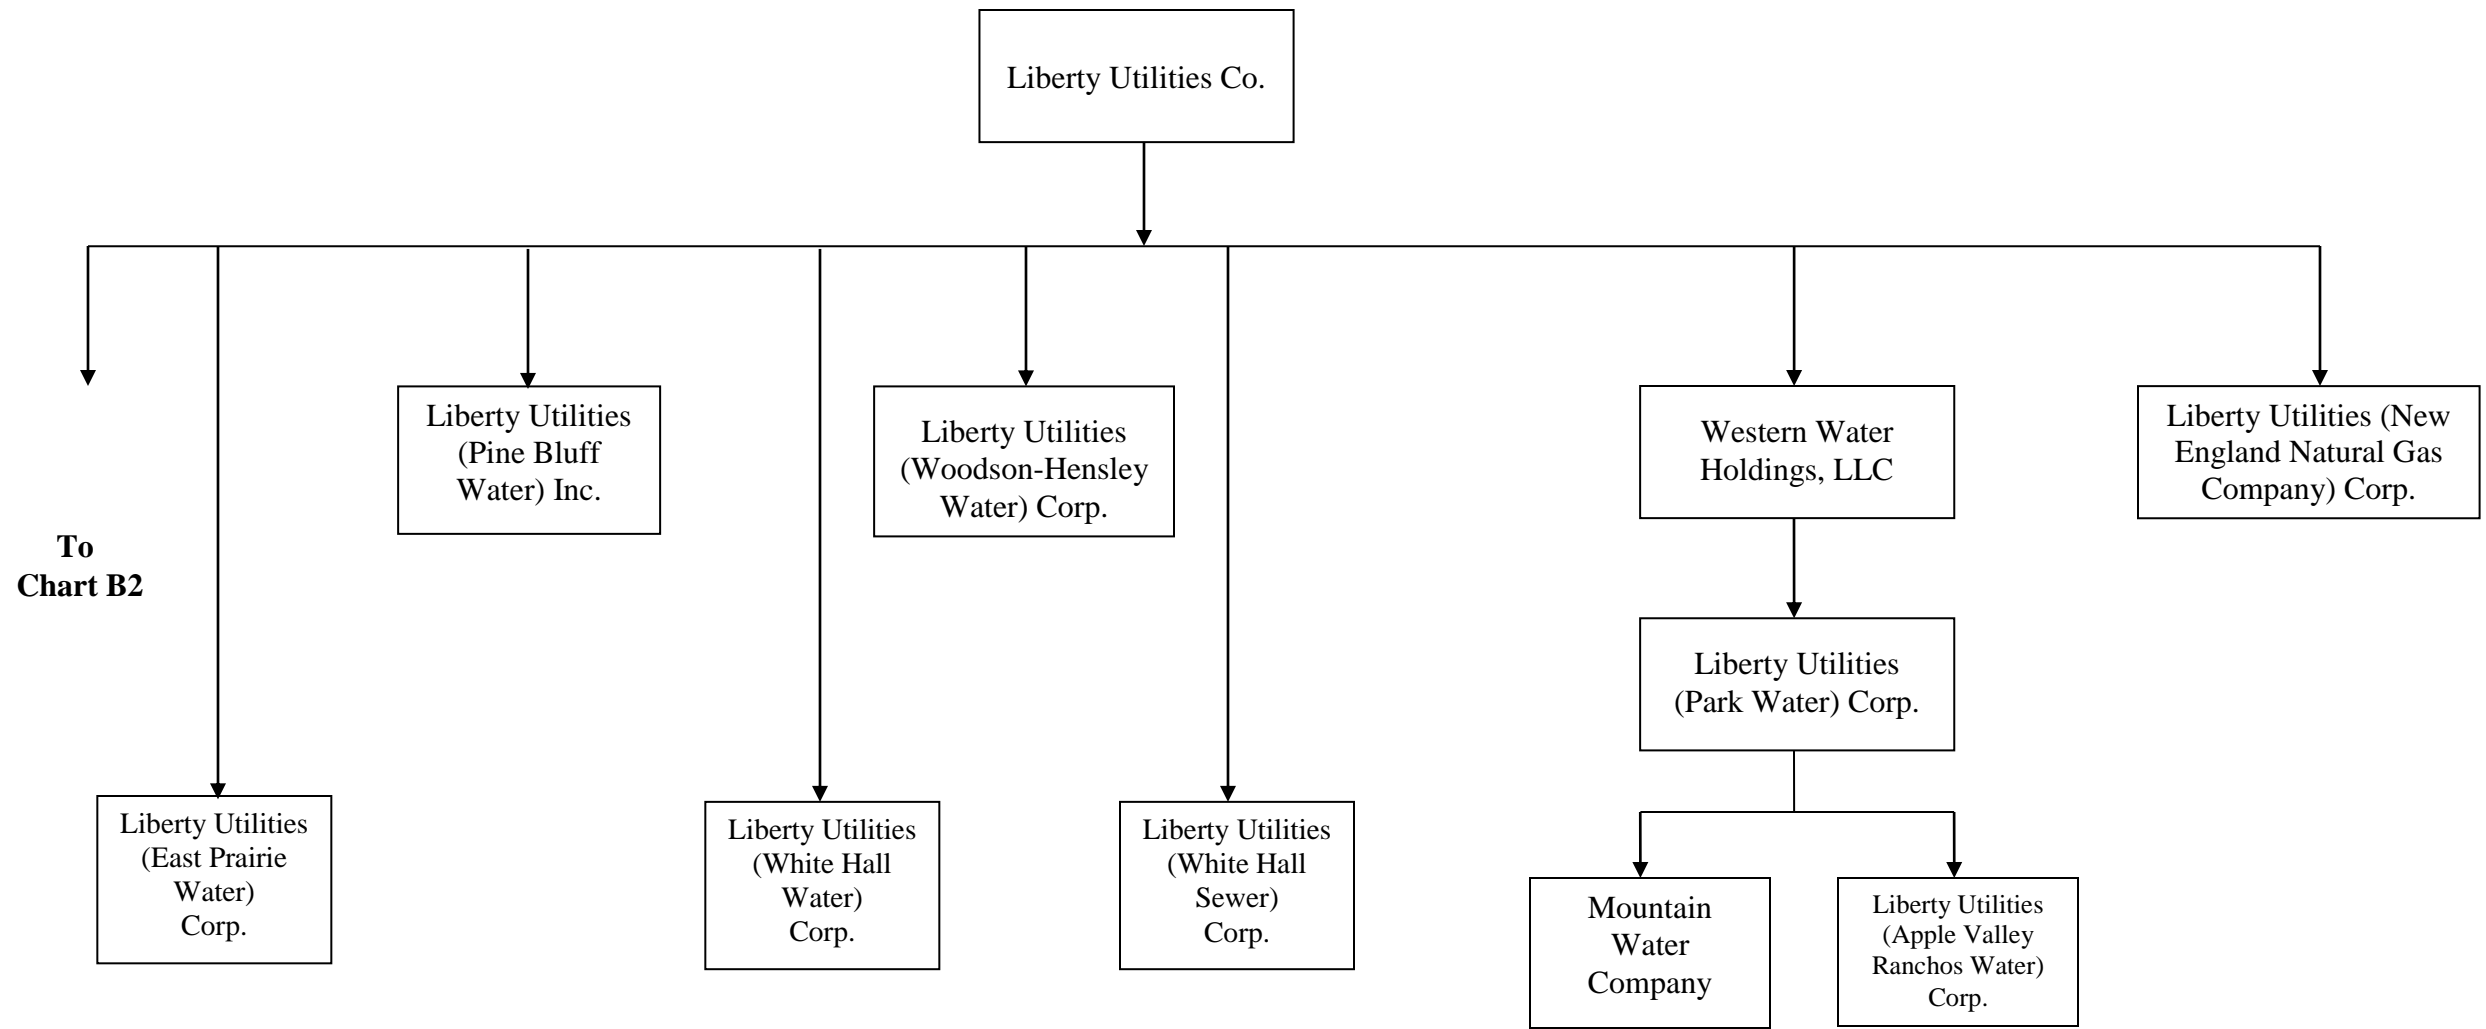 Liberty Utilities Co.
Liberty Utilities
(Pine Bluff
Water) Inc.
Liberty Utilities
(Woodson-Hensley
Water) Corp.
Western Water
Holdings, LLC
Liberty Utilities (New
England Natural Gas
Company) Corp.
To
Chart B2
Liberty Utilities
(Park Water) Corp.
Liberty Utilities
(East Prairie
Water)
Corp.
Liberty Utilities
(White Hall
Water)
Corp.
Liberty Utilities
(White Hall
Sewer)
Corp.
Mountain
Water
Company
Liberty Utilities
(Apple Valley
Ranchos Water)
Corp.